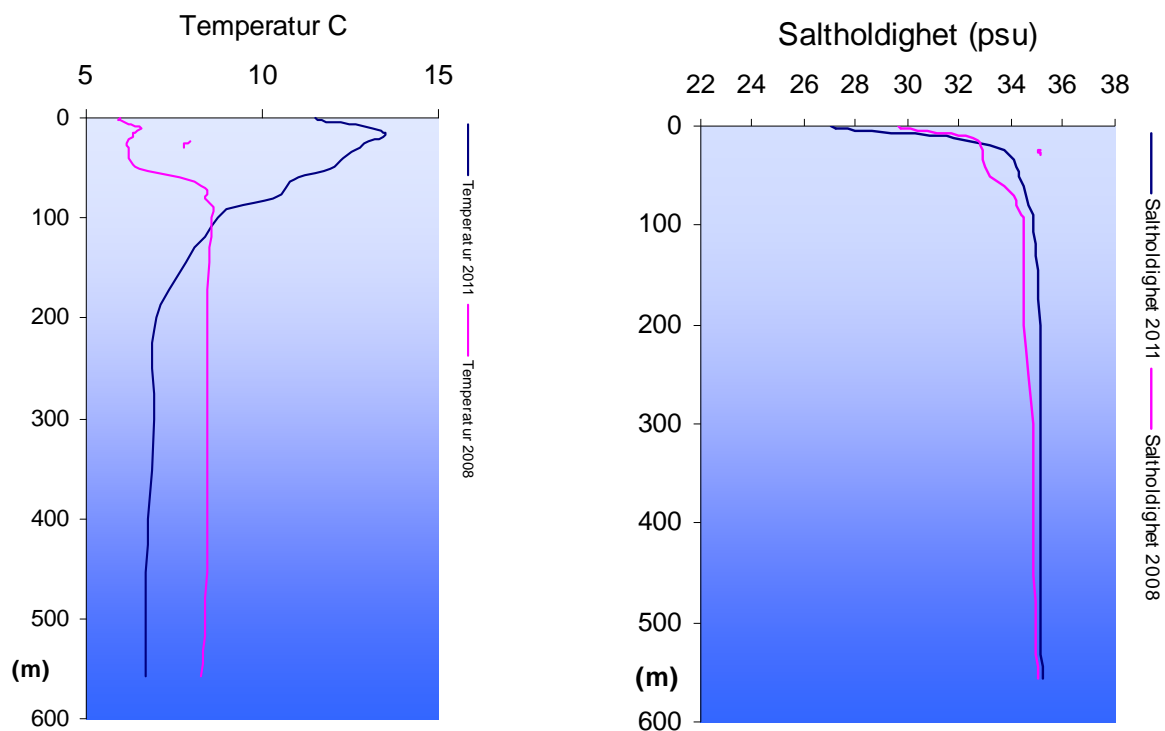 Temperatur C
5 10 15
0
100
200
300
400
500
(m)
600
Temperatur 2011
Temperatur 2008
Saltholdighet (psu)
22 24 26 28 30 32 34 36 38
0
100
200
300
400
500
(m)
600
Saltholdighet 2011
Saltholdighet 2008